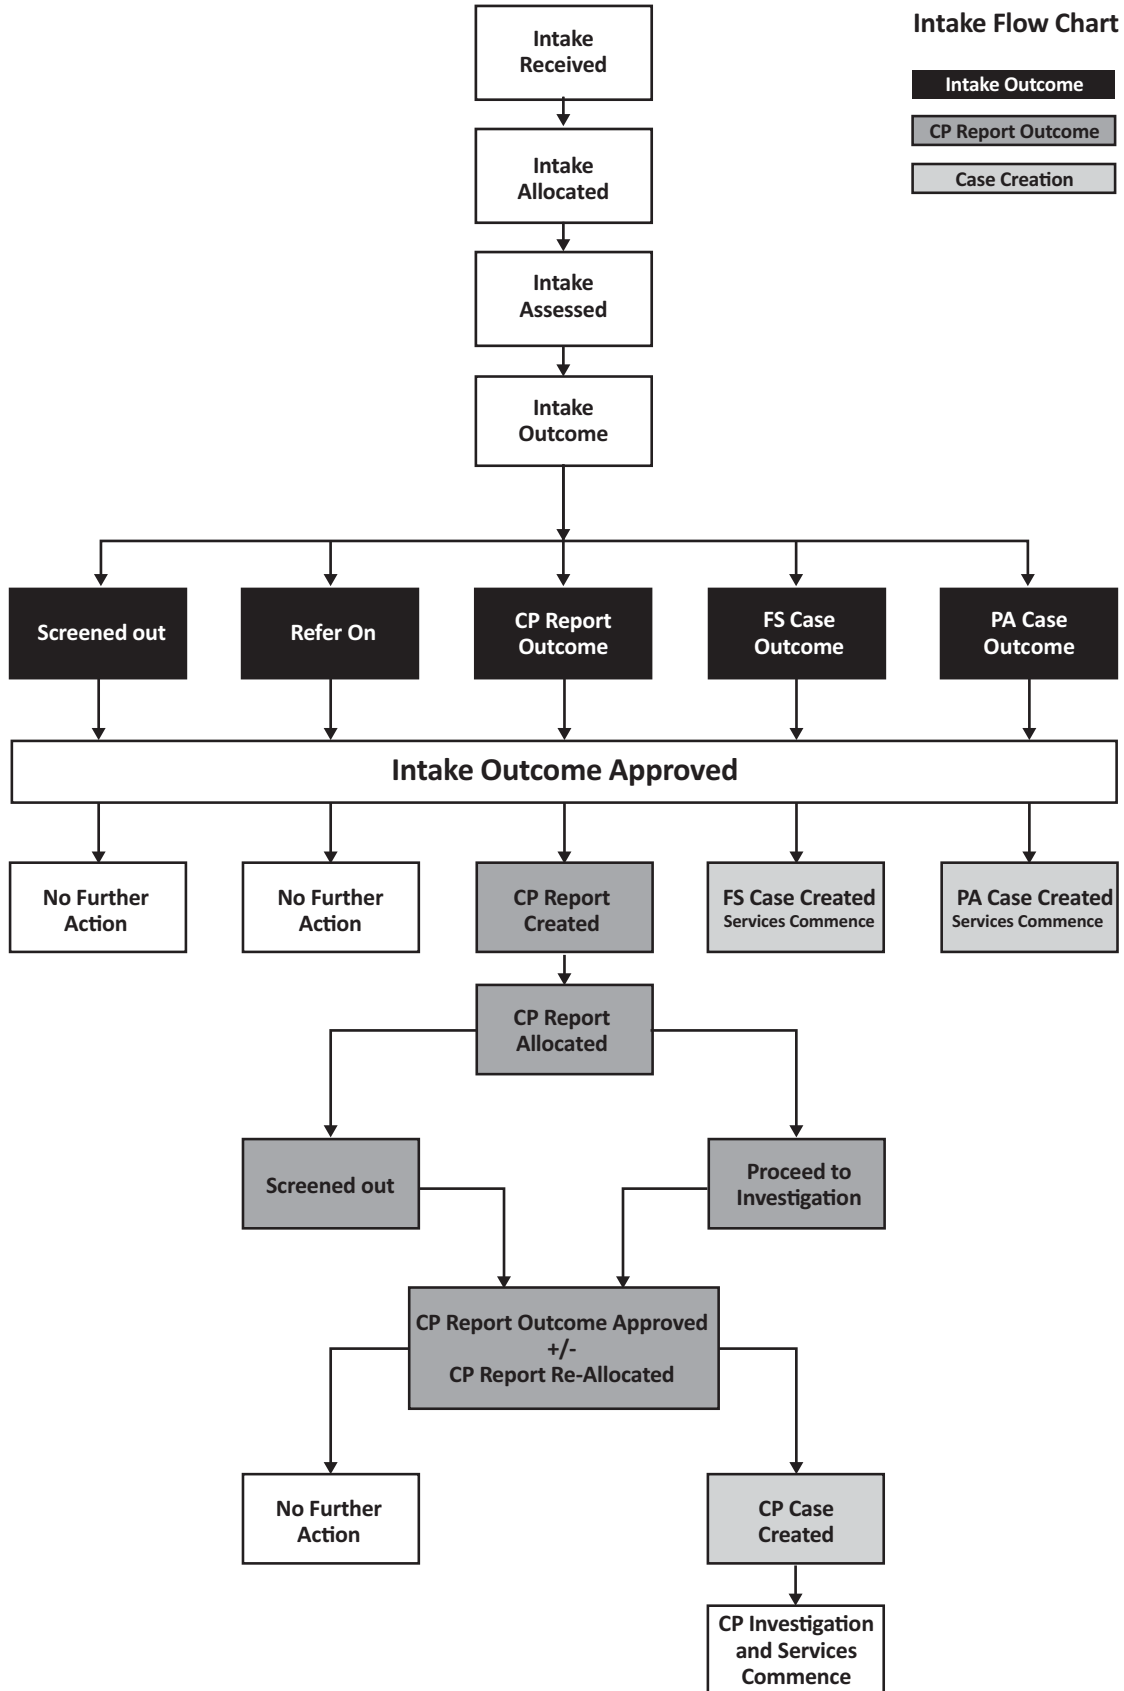 Intake Flow Chart
Intake Outcome
CP Report Outcome
Case Creation
Intake
Received
Intake
Allocated
Intake
Assessed
Intake
Outcome
Screened out
Refer On
CP Report
Outcome
FS Case
Outcome
PA Case
Outcome
Intake Outcome Approved
No Further
Action
No Further
Action
CP Report
Created
FS Case Created
Services Commence
PA Case Created
Services Commence
CP Report
Allocated
Screened out
Proceed to
Investigation
CP Report Outcome Approved
+/-
CP Report Re-Allocated
No Further
Action
CP Case
Created
CP Investigation
and Services
Commence